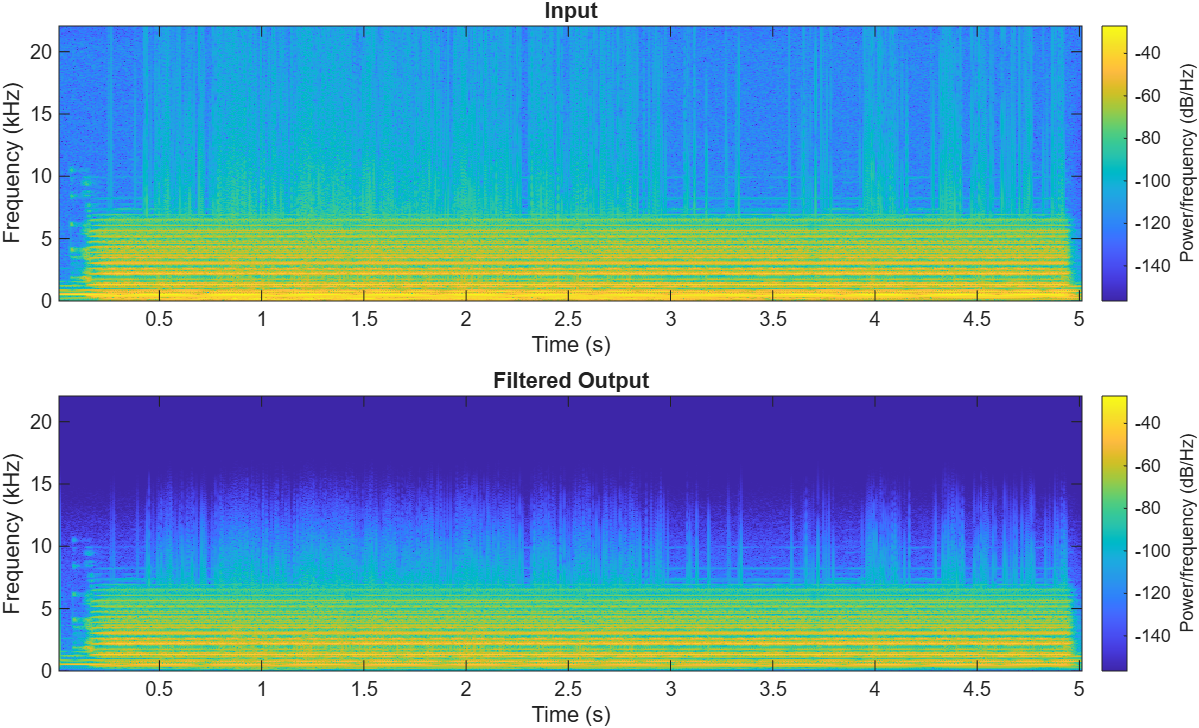 Input
Frequency (kHz)
20
15
10
5
0
0.5 1 1.5 2 2.5 3 3.5 4 4.5 5
Time (s)
-40
-60
-80
-100
-120
-140
Power/frequency (dB/Hz)
Filtered Output
Frequency (kHz)
20
15
10
5
0
0.5 1 1.5 2 2.5 3 3.5 4 4.5 5
Time (s)
-40
-60
-80
-100
-120
-140
Power/frequency (dB/Hz)